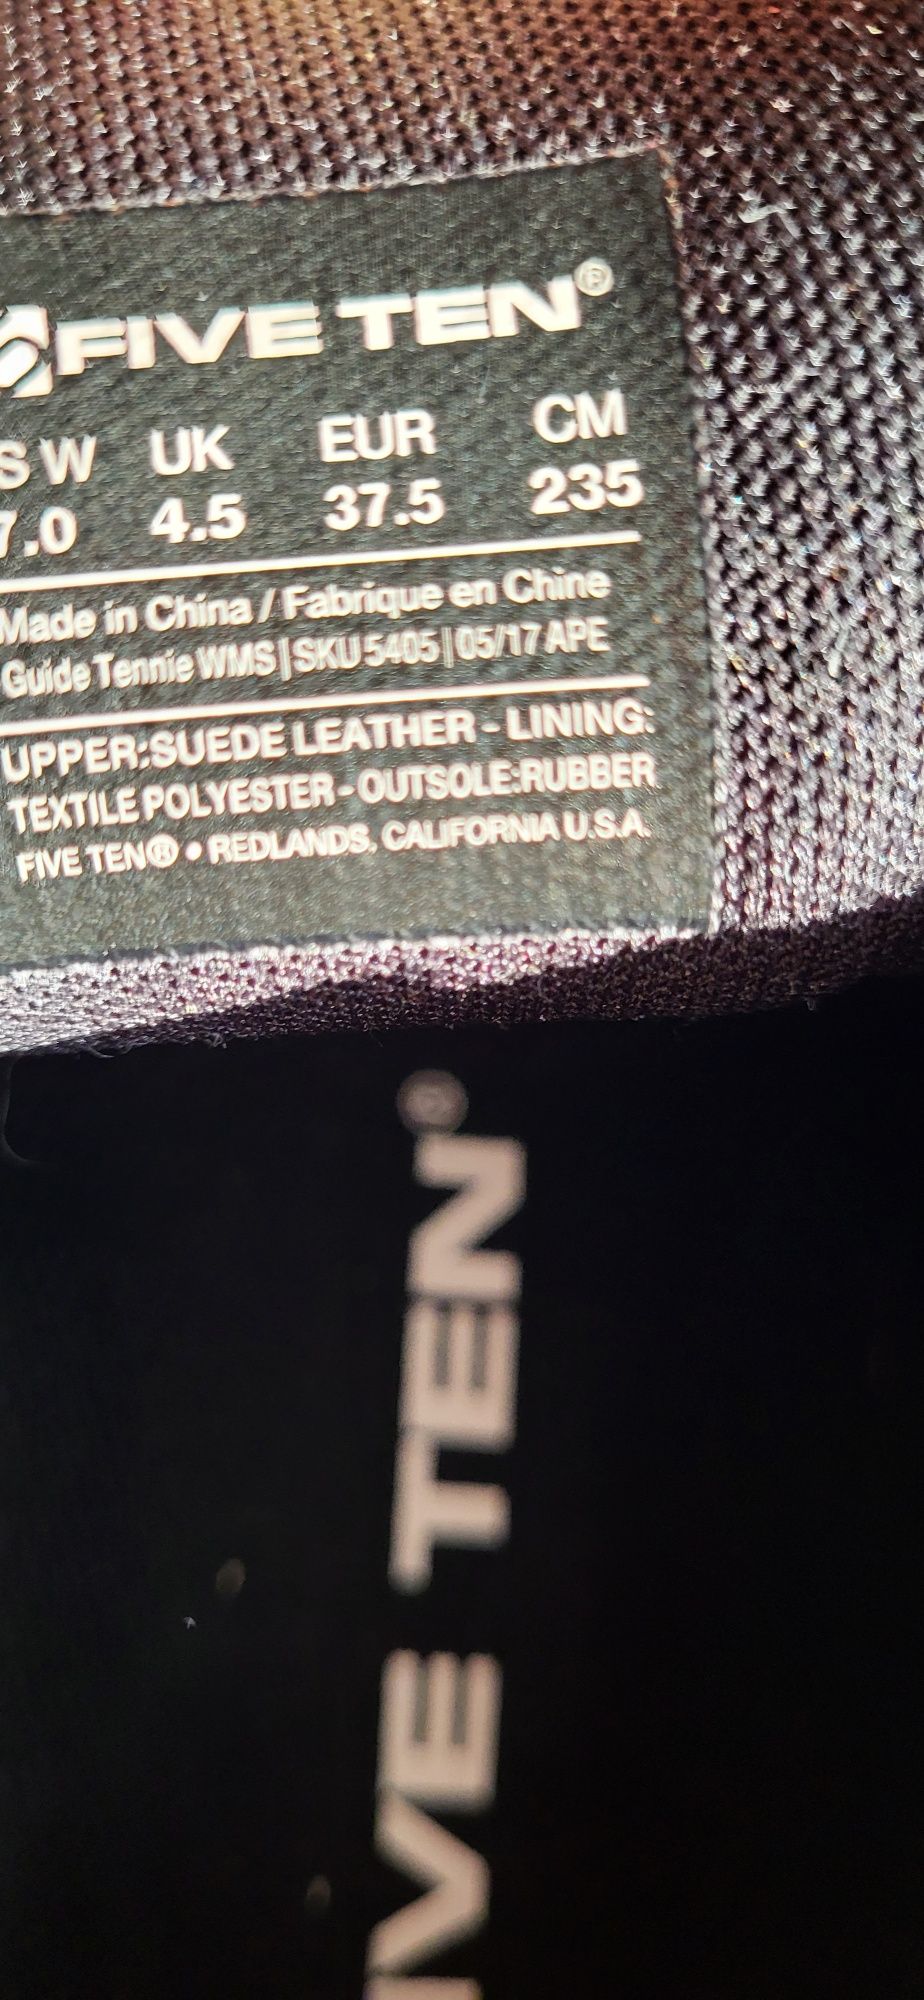 FIVE TEN®
S W UK EUR CM
7.0 4.5 37.5 235
Made in China / Fabrique en Chine
Guide Tennie WMS | SKU 5405 | 05/17 APE
UPPER:SUEDE LEATHER - LINING:
TEXTILE POLYESTER - OUTSOLE:RUBBER
FIVE TEN® • REDLANDS, CALIFORNIA U.S.A.
IVE TEN®